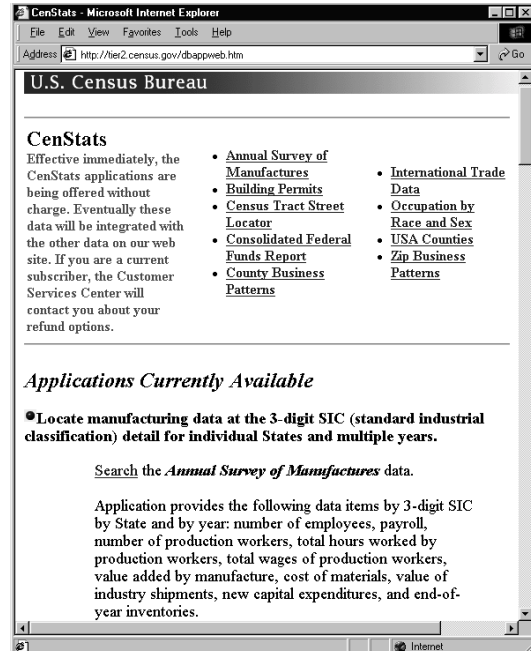 CenStats - Microsoft Internet Explorer
File Edit View Favorites Tools Help
Address http://tier2.census.gov/dbappweb.htm Go
U.S. Census Bureau
CenStats
Effective immediately, the
CenStats applications are
being offered without
charge. Eventually these
data will be integrated with
the other data on our web
site. If you are a current
subscriber, the Customer
Services Center will
contact you about your
refund options.
• Annual Survey of
Manufactures
• Building Permits
• Census Tract Street
Locator
• Consolidated Federal
Funds Report
• County Business
Patterns
• International Trade
Data
• Occupation by
Race and Sex
• USA Counties
• Zip Business
Patterns
Applications Currently Available
Locate manufacturing data at the 3-digit SIC (standard industrial
classification) detail for individual States and multiple years.
Search the Annual Survey of Manufactures data.
Application provides the following data items by 3-digit SIC
by State and by year: number of employees, payroll,
number of production workers, total hours worked by
production workers, total wages of production workers,
value added by manufacture, cost of materials, value of
industry shipments, new capital expenditures, and end-of-
year inventories.
Internet